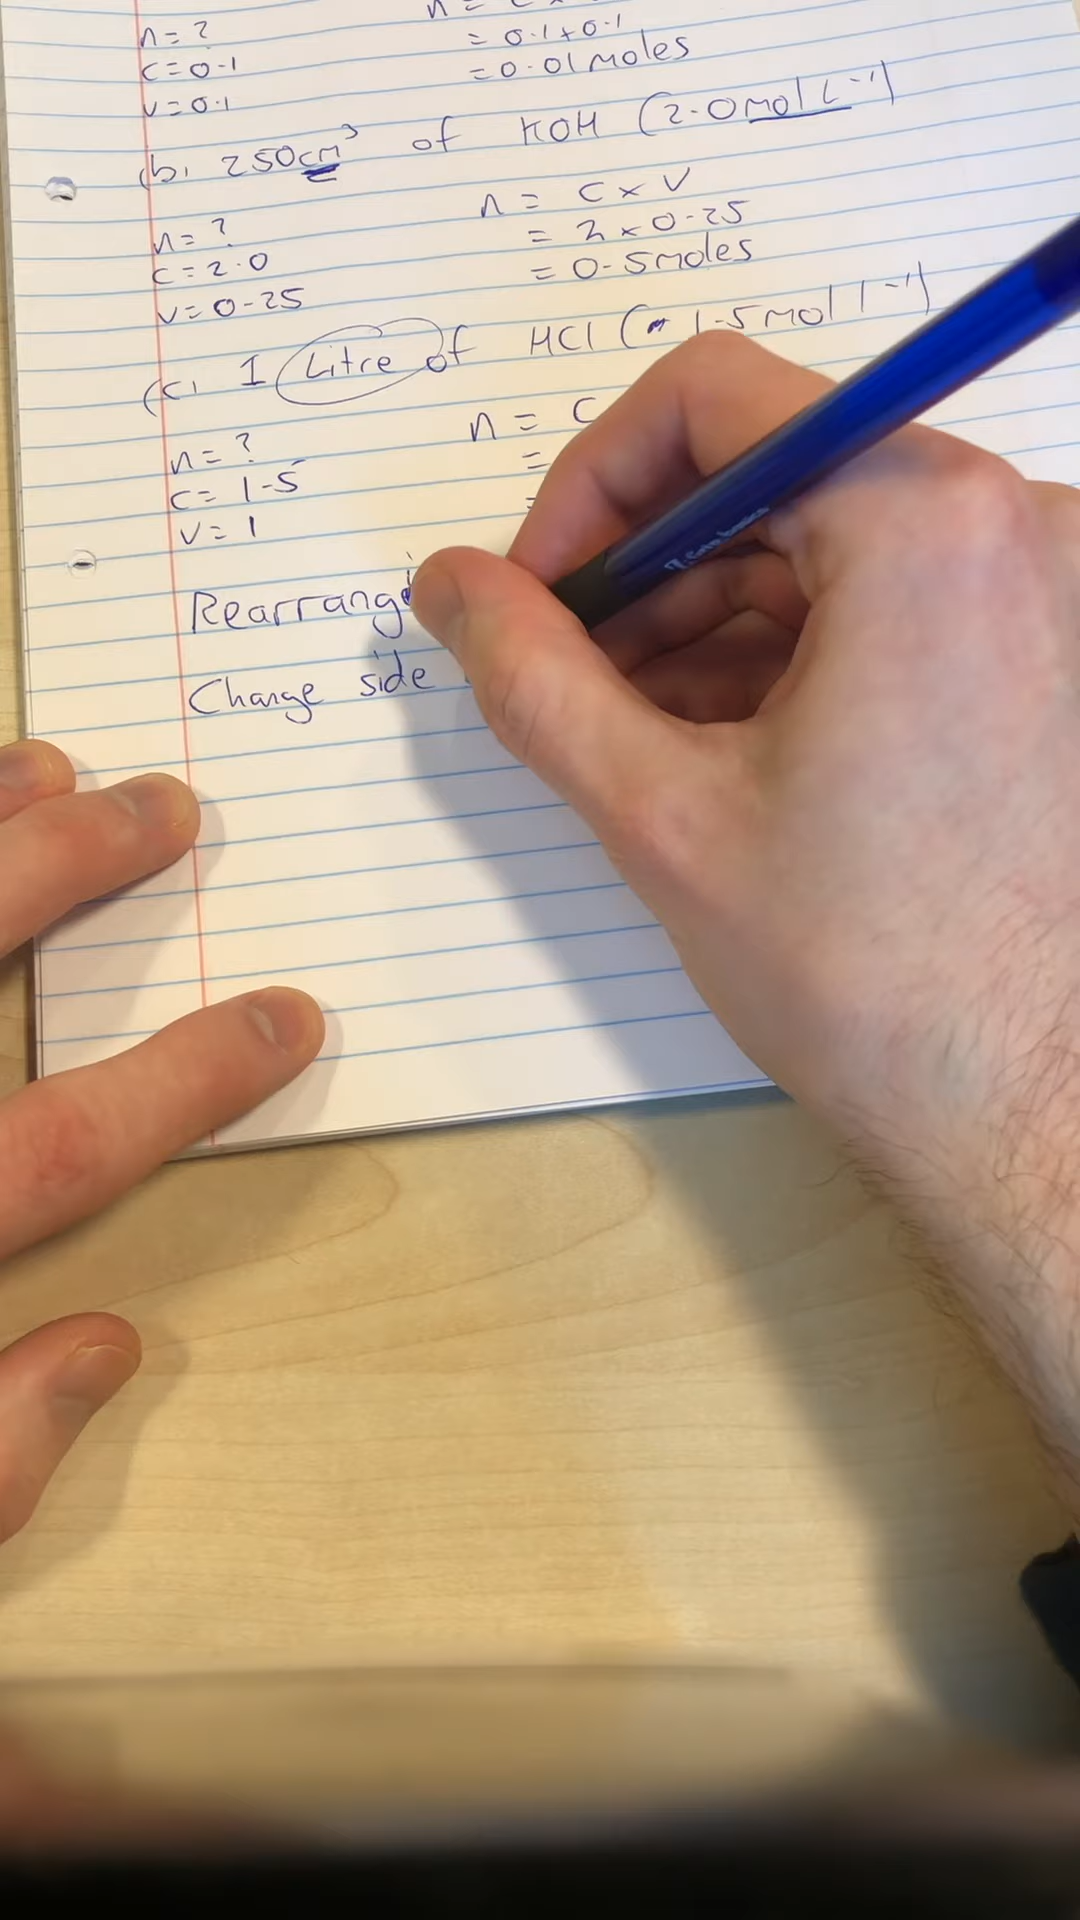 n = c
n = ?
= 0.1 x 0.1
c = 0.1
= 0.01 moles
v = 0.1
(b. 250cm³ of KOH (2.0 mol L⁻¹)
n = ?
n = c x v
c = 2.0
= 2 x 0.25
v = 0.25
= 0.5 moles
(c. 1 Litre of HCl (1.5 mol l⁻¹)
n = ?
n = c
c = 1.5
=
v = 1
=
Change side